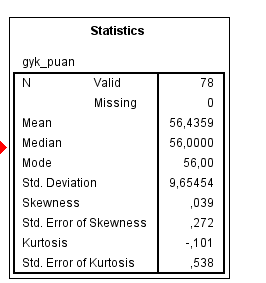 Statistics
gyk_puan
N Valid 78
Missing 0
Mean 56,4359
Median 56,0000
Mode 56,00
Std. Deviation 9,65454
Skewness ,039
Std. Error of Skewness ,272
Kurtosis -,101
Std. Error of Kurtosis ,538